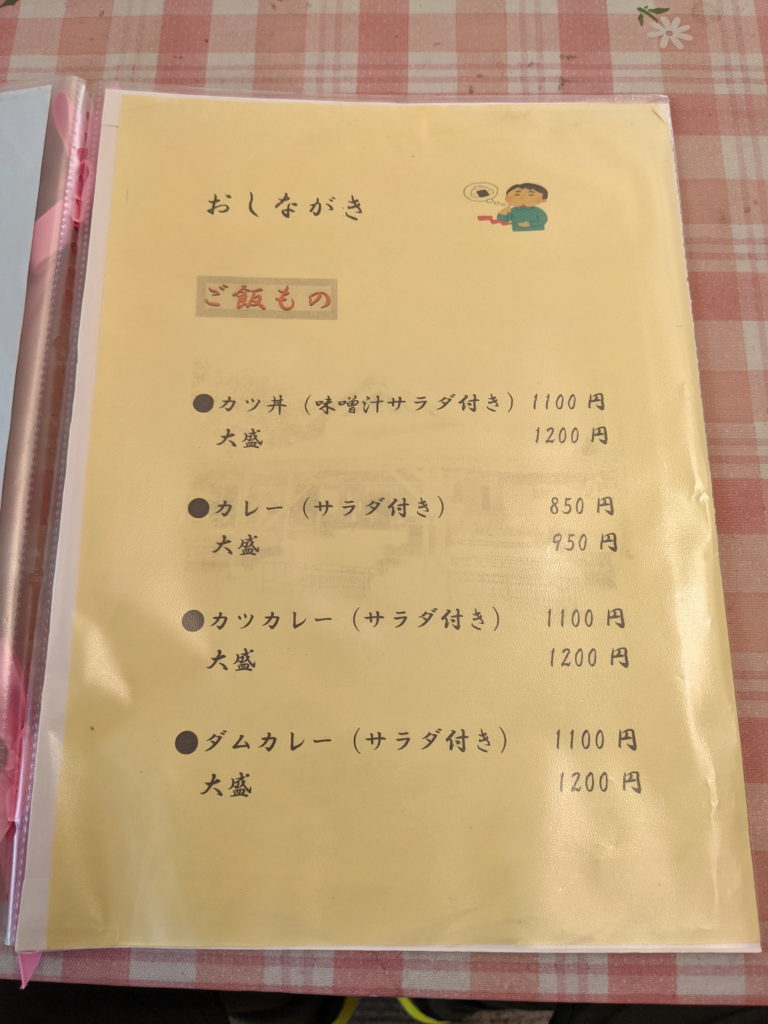 おしながき
ご飯もの
●カツ丼（味噌汁サラダ付き）1100円
大盛 1200円
●カレー（サラダ付き） 850円
大盛 950円
●カツカレー（サラダ付き） 1100円
大盛 1200円
●ダムカレー（サラダ付き） 1100円
大盛 1200円